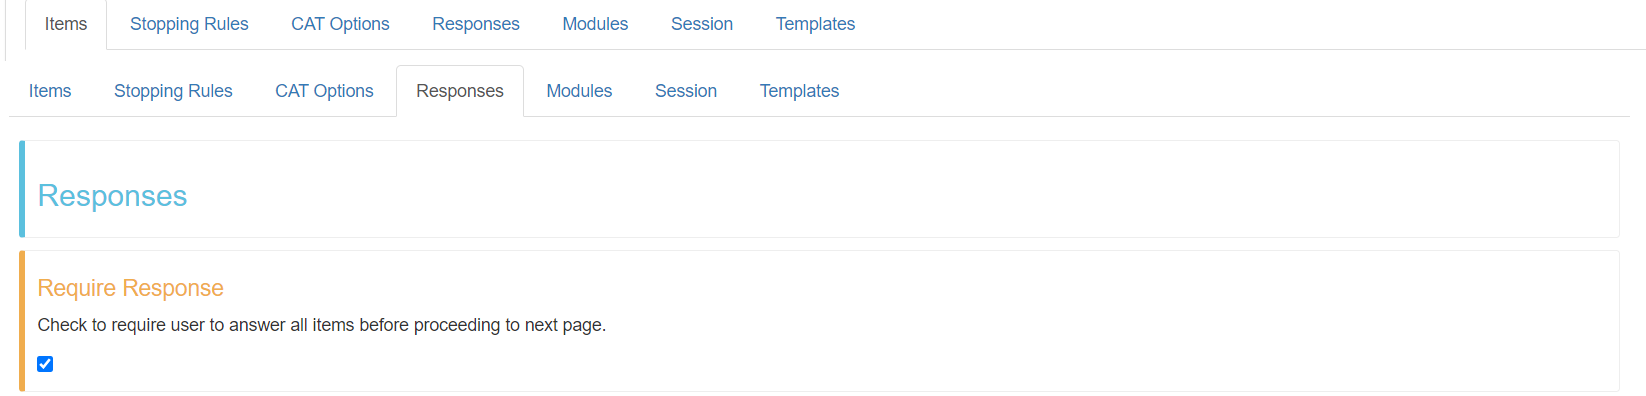 Items Stopping Rules CAT Options Responses Modules Session Templates
Items Stopping Rules CAT Options Responses Modules Session Templates
Responses
Require Response
Check to require user to answer all items before proceeding to next page.